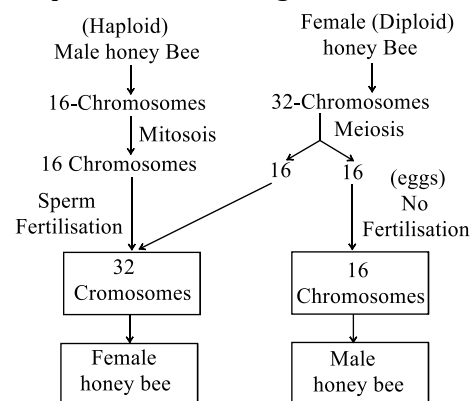 (Haploid)
Male honey Bee
Female (Diploid)
honey Bee
16-Chromosomes
32-Chromosomes
Mitosois
Meiosis
16 Chromosomes
16
16
(eggs)
No
Fertilisation
Sperm
Fertilisation
32
Cromosomes
16
Chromosomes
Female
honey bee
Male
honey bee